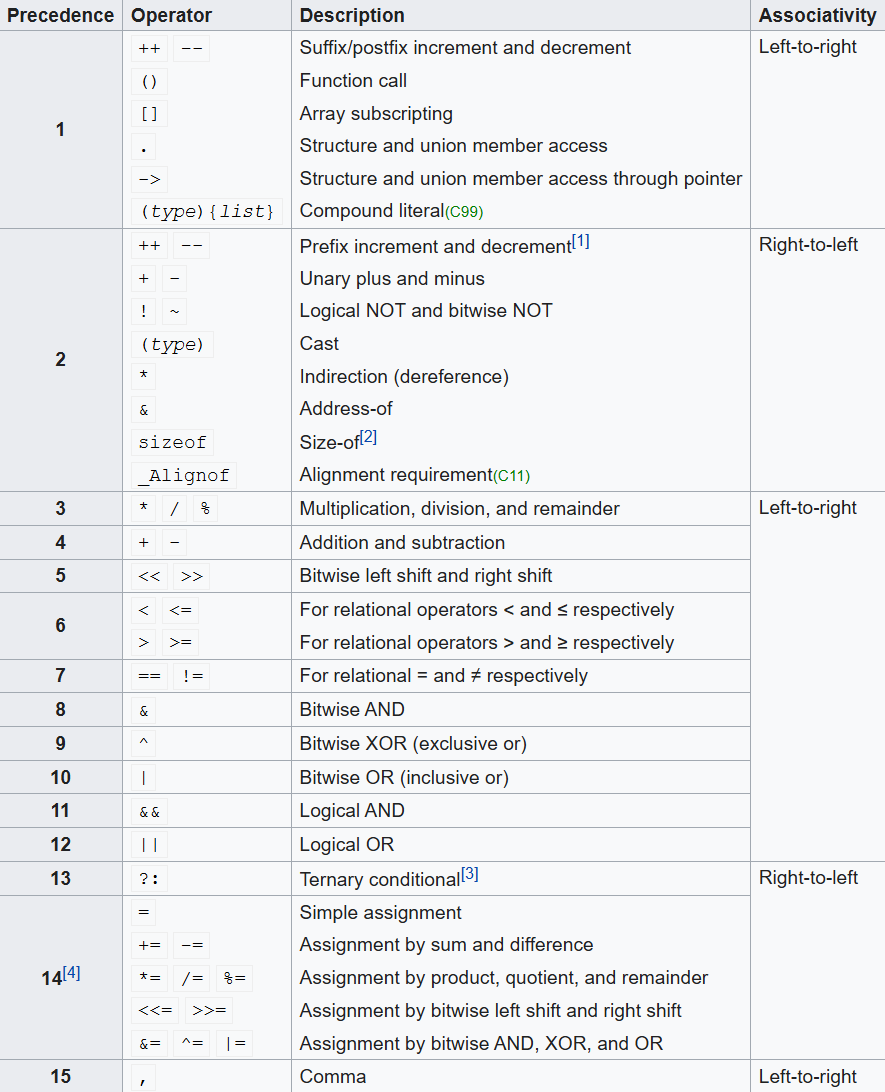 Precedence Operator Description Associativity
++ -- Suffix/postfix increment and decrement Left-to-right
() Function call
[] Array subscripting
1
. Structure and union member access
-> Structure and union member access through pointer
(type){list} Compound literal(C99)
++ -- Prefix increment and decrement[1] Right-to-left
+ - Unary plus and minus
! ~ Logical NOT and bitwise NOT
(type) Cast
2
* Indirection (dereference)
& Address-of
sizeof Size-of[2]
_Alignof Alignment requirement(C11)
3 * / % Multiplication, division, and remainder Left-to-right
4 + - Addition and subtraction
5 << >> Bitwise left shift and right shift
< <= For relational operators < and ≤ respectively
6
> >= For relational operators > and ≥ respectively
7 == != For relational = and ≠ respectively
8 & Bitwise AND
9 ^ Bitwise XOR (exclusive or)
10 | Bitwise OR (inclusive or)
11 && Logical AND
12 || Logical OR
13 ?: Ternary conditional[3] Right-to-left
= Simple assignment
+= -= Assignment by sum and difference
14[4] *= /= %= Assignment by product, quotient, and remainder
<<= >>= Assignment by bitwise left shift and right shift
&= ^= |= Assignment by bitwise AND, XOR, and OR
15 , Comma Left-to-right